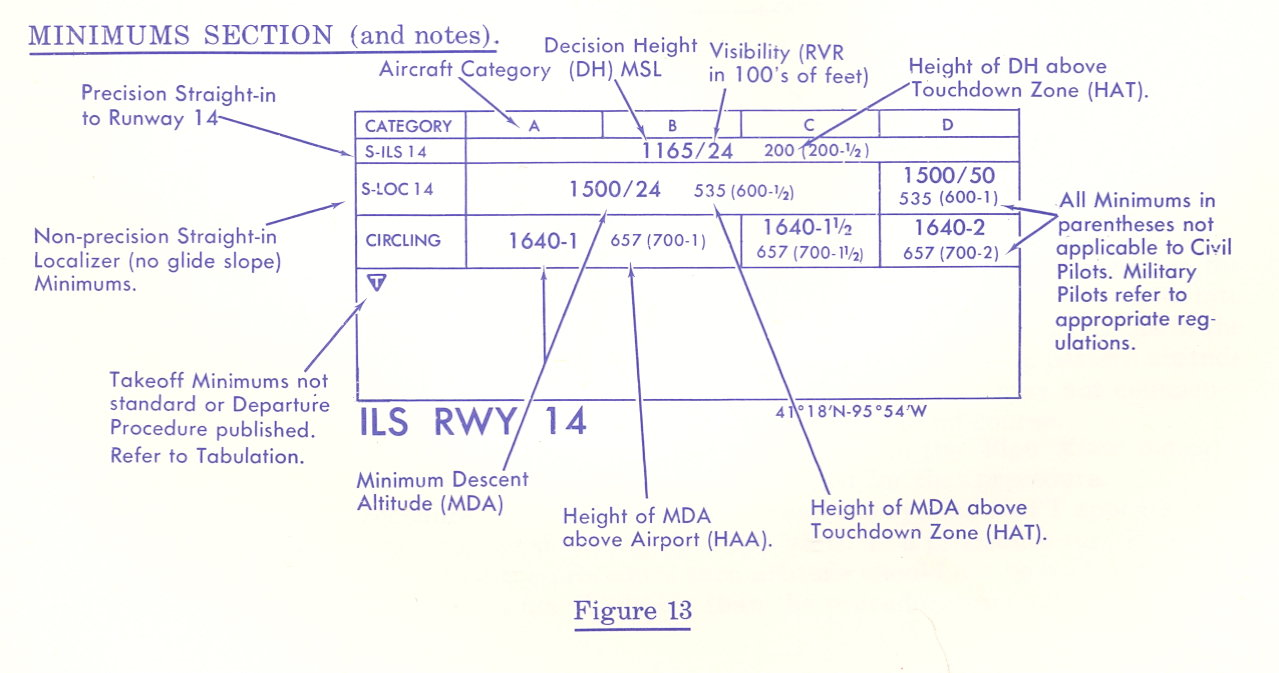 MINIMUMS SECTION (and notes).
Decision Height
(DH) MSL
Visibility (RVR
in 100's of feet)
Aircraft Category
Height of DH above
Touchdown Zone (HAT).
Precision Straight-in
to Runway 14
CATEGORY A B C D
S-ILS 14 1165/24 200 (200-½)
S-LOC 14 1500/24 535 (600-½) 1500/50
535 (600-1)
CIRCLING 1640-1 657 (700-1) 1640-1½ 1640-2
657 (700-1½) 657 (700-2)
T
Non-precision Straight-in
Localizer (no glide slope)
Minimums.
All Minimums in
parentheses not
applicable to Civil
Pilots. Military
Pilots refer to
appropriate reg-
ulations.
Takeoff Minimums not
standard or Departure
Procedure published.
Refer to Tabulation.
ILS RWY 14
41°18'N-95°54'W
Minimum Descent
Altitude (MDA)
Height of MDA
above Airport (HAA).
Height of MDA above
Touchdown Zone (HAT).
Figure 13